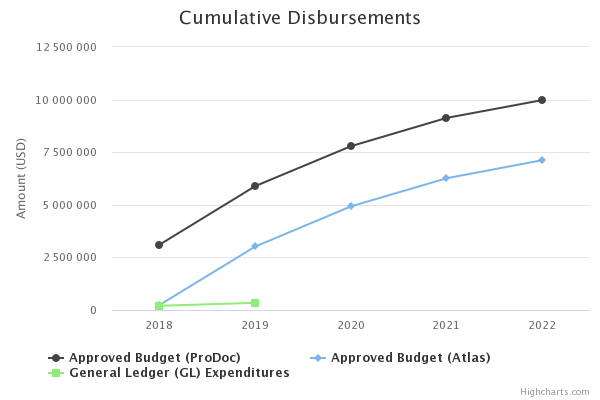 Cumulative Disbursements
12 500 000
10 000 000
7 500 000
5 000 000
2 500 000
0
Amount (USD)
2018 2019 2020 2021 2022
Approved Budget (ProDoc) Approved Budget (Atlas)
General Ledger (GL) Expenditures
Highcharts.com